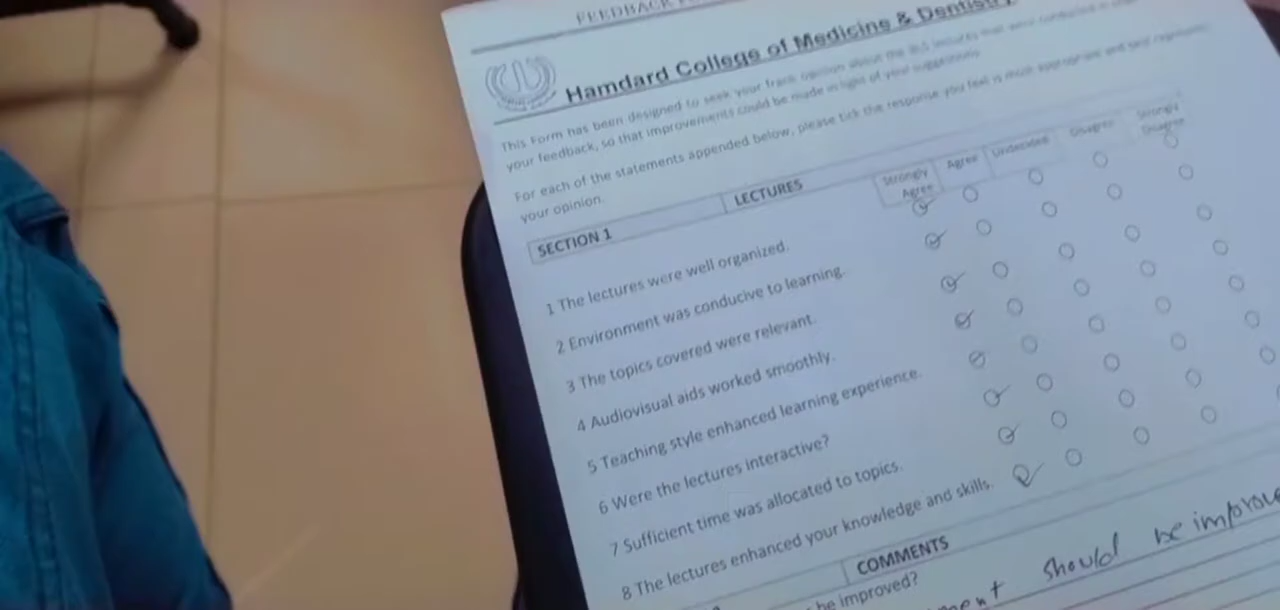 FEEDBACK
Hamdard College of Medicine & Dentistry
This Form has been designed to seek your frank opinion about the
your feedback, so that improvements could be made in light of your suggestions.
For each of the statements appended below, please tick the response you feel is most appropriate and
your opinion.
SECTION 1 LECTURES Strongly Agree Agree Undecided Disagree Strongly Disagree
1 The lectures were well organized.
2 Environment was conducive to learning.
3 The topics covered were relevant.
4 Audiovisual aids worked smoothly.
5 Teaching style enhanced learning experience.
6 Were the lectures interactive?
7 Sufficient time was allocated to topics.
8 The lectures enhanced your knowledge and skills.
COMMENTS
be improved?
should be improve